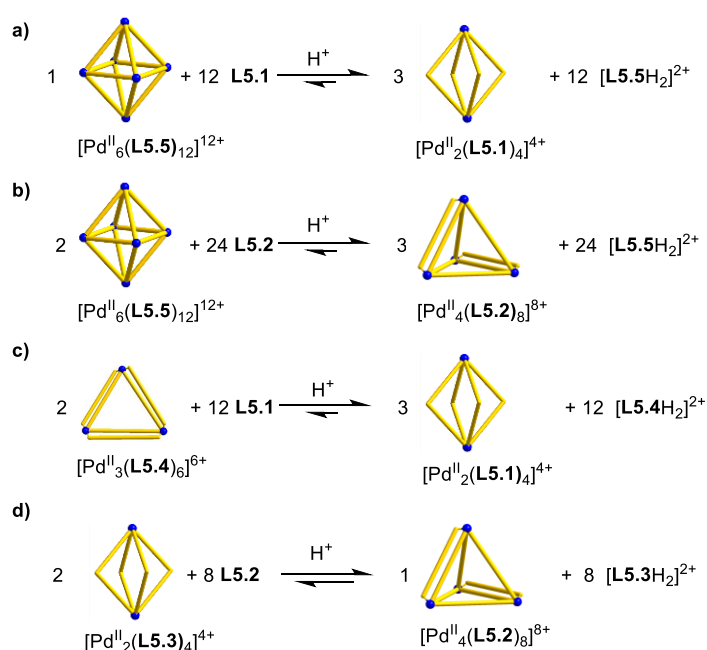 a)
H⁺
1 + 12 L5.1 3 + 12 [L5.5H₂]²⁺
[Pdᴵᴵ₆(L5.5)₁₂]¹²⁺ [Pdᴵᴵ₂(L5.1)₄]⁴⁺
b)
H⁺
2 + 24 L5.2 3 + 24 [L5.5H₂]²⁺
[Pdᴵᴵ₆(L5.5)₁₂]¹²⁺ [Pdᴵᴵ₄(L5.2)₈]⁸⁺
c)
H⁺
2 + 12 L5.1 3 + 12 [L5.4H₂]²⁺
[Pdᴵᴵ₃(L5.4)₆]⁶⁺ [Pdᴵᴵ₂(L5.1)₄]⁴⁺
d)
H⁺
2 + 8 L5.2 1 + 8 [L5.3H₂]²⁺
[Pdᴵᴵ₂(L5.3)₄]⁴⁺ [Pdᴵᴵ₄(L5.2)₈]⁸⁺